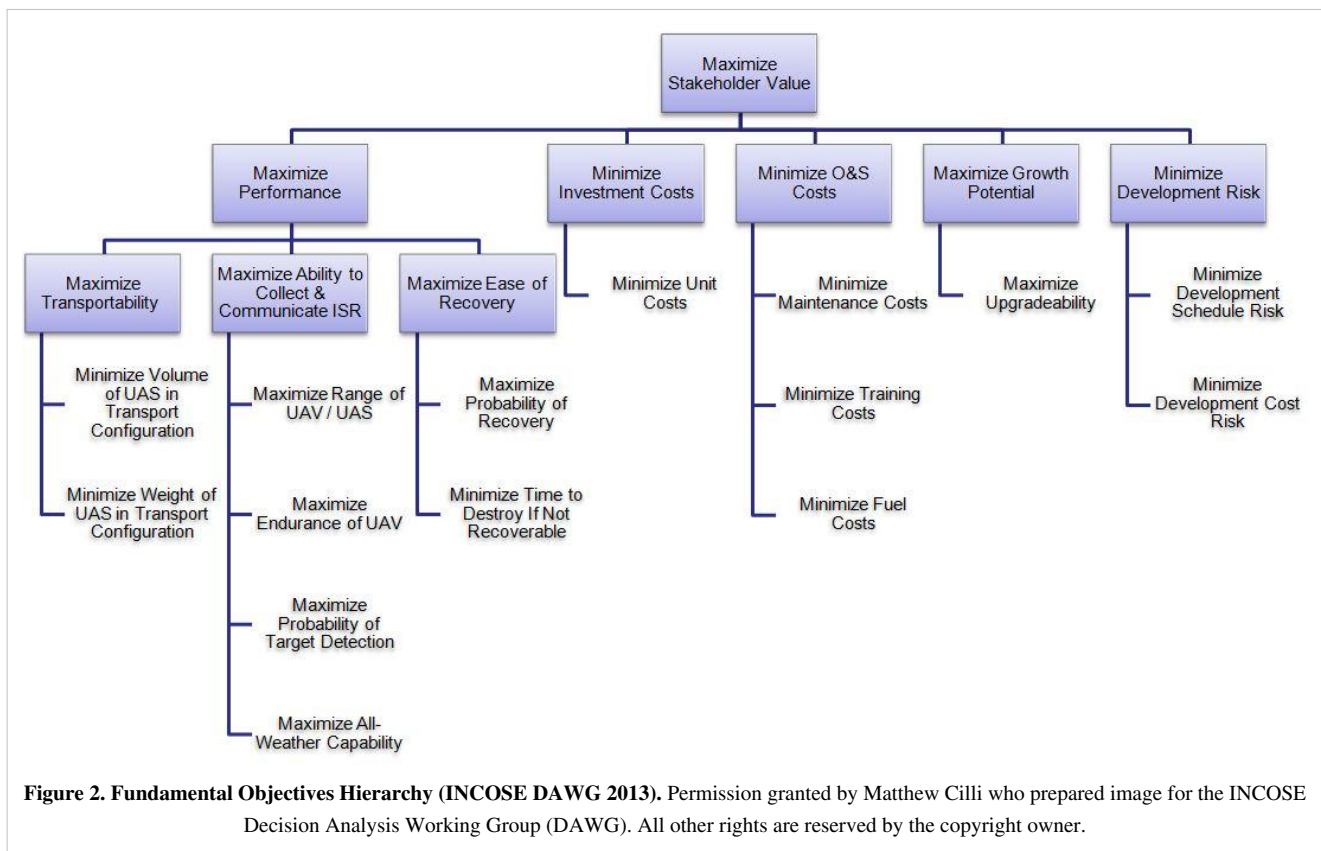 Maximize
Stakeholder Value
Maximize
Performance
Minimize
Investment Costs
Minimize O&S
Costs
Maximize Growth
Potential
Minimize
Development Risk
Maximize
Transportability
Maximize Ability to
Collect &
Communicate ISR
Maximize Ease of
Recovery
Minimize Unit
Costs
Minimize
Maintenance Costs
Maximize
Upgradeability
Minimize
Development
Schedule Risk
Minimize Volume
of UAS in
Transport
Configuration
Maximize Range of
UAV / UAS
Maximize
Probability of
Recovery
Minimize Training
Costs
Minimize
Development Cost
Risk
Minimize Weight of
UAS in Transport
Configuration
Maximize
Endurance of UAV
Minimize Time to
Destroy If Not
Recoverable
Minimize Fuel
Costs
Maximize
Probability of
Target Detection
Maximize All-
Weather Capability
Figure 2. Fundamental Objectives Hierarchy (INCOSE DAWG 2013). Permission granted by Matthew Cilli who prepared image for the INCOSE
Decision Analysis Working Group (DAWG). All other rights are reserved by the copyright owner.